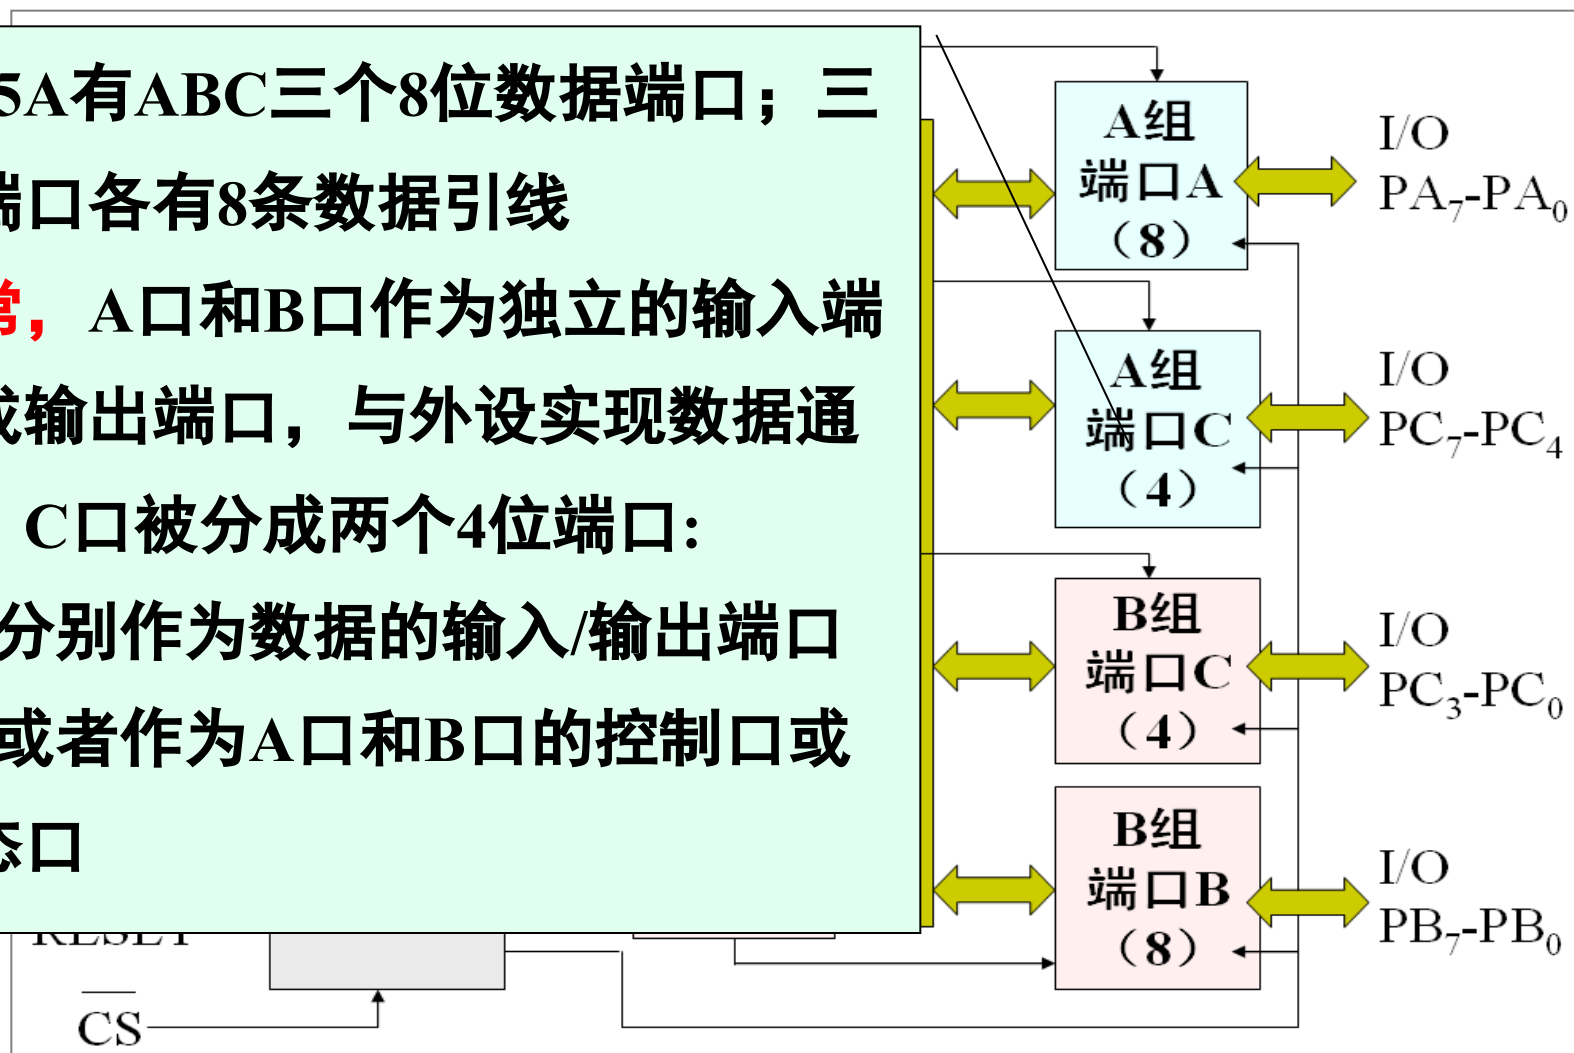 5A有ABC三个8位数据端口；三
端口各有8条数据引线
常，A口和B口作为独立的输入端
或输出端口，与外设实现数据通
C口被分成两个4位端口:
分别作为数据的输入/输出端口
或者作为A口和B口的控制口或
态口
A组
端口A
（8）
I/O
PA7-PA0
A组
端口C
（4）
I/O
PC7-PC4
B组
端口C
（4）
I/O
PC3-PC0
B组
端口B
（8）
I/O
PB7-PB0
RESET
CS